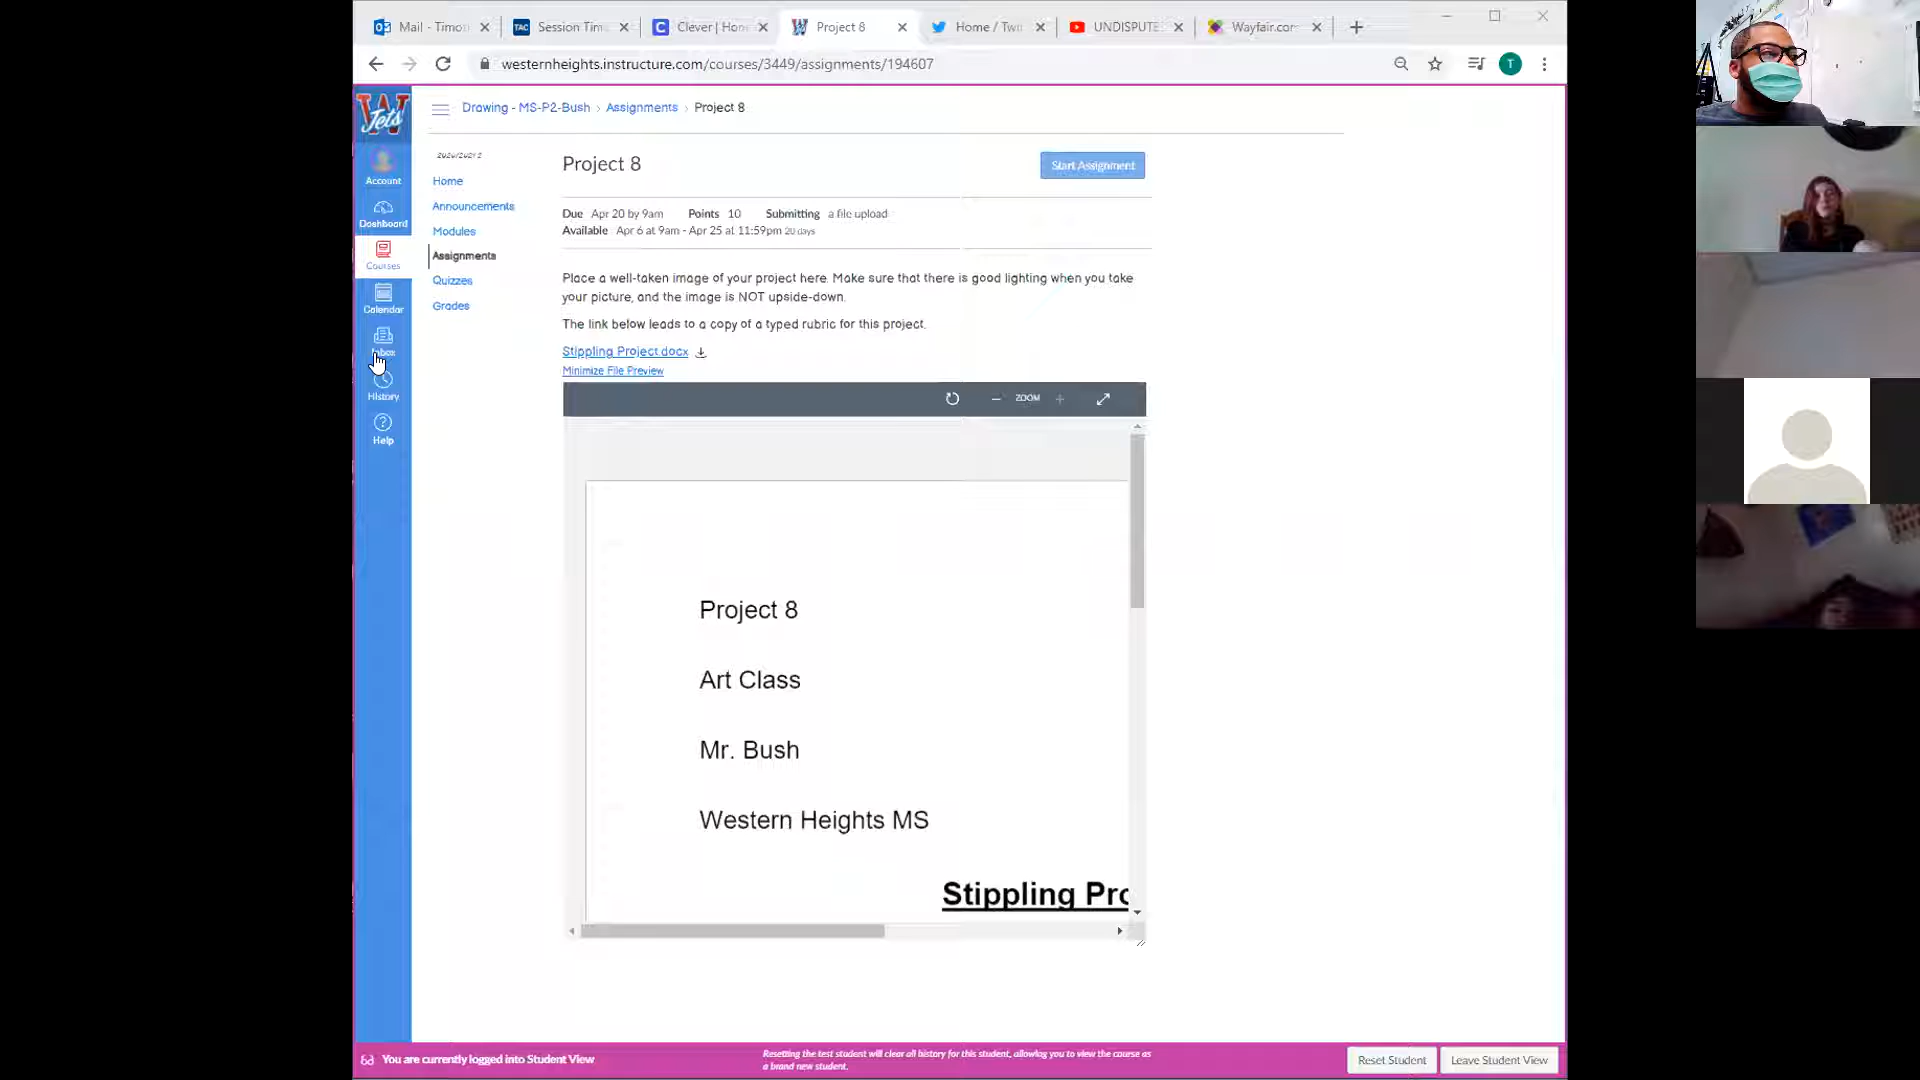 Mail - Timot
Session Tim
Clever | Hom
Project 8
Home / Twi
UNDISPUTE
Wayfair.com
westernheights.instructure.com/courses/3449/assignments/194607
T
W
Jets
Drawing - MS-P2-Bush › Assignments › Project 8
2020/2021 2
Account
Dashboard
Courses
Calendar
Inbox
History
Help
Home
Announcements
Modules
Assignments
Quizzes
Grades
Project 8
Start Assignment
Due Apr 20 by 9am Points 10 Submitting a file upload
Available Apr 6 at 9am - Apr 25 at 11:59pm 20 days
Place a well-taken image of your project here. Make sure that there is good lighting when you take
your picture, and the image is NOT upside-down.
The link below leads to a copy of a typed rubric for this project.
Stippling Project.docx
Minimize File Preview
ZOOM
Project 8
Art Class
Mr. Bush
Western Heights MS
Stippling Pro
You are currently logged into Student View
Resetting the test student will clear all history for this student, allowing you to view the course as
a brand new student.
Reset Student
Leave Student View